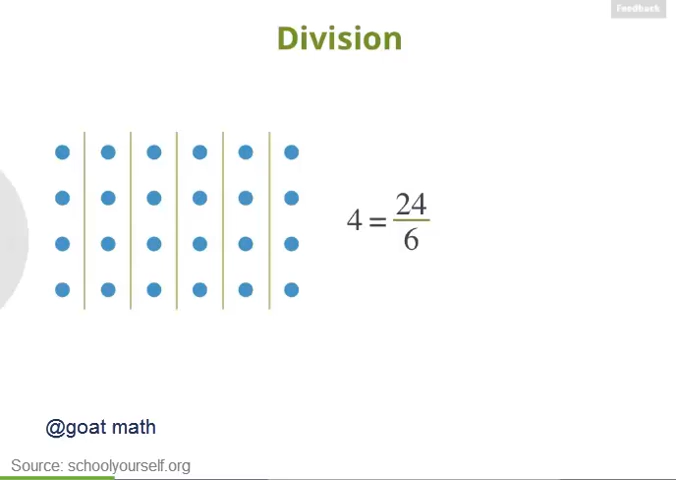 Feedback
Division
4 = 24/6
@goat math
Source: schoolyourself.org